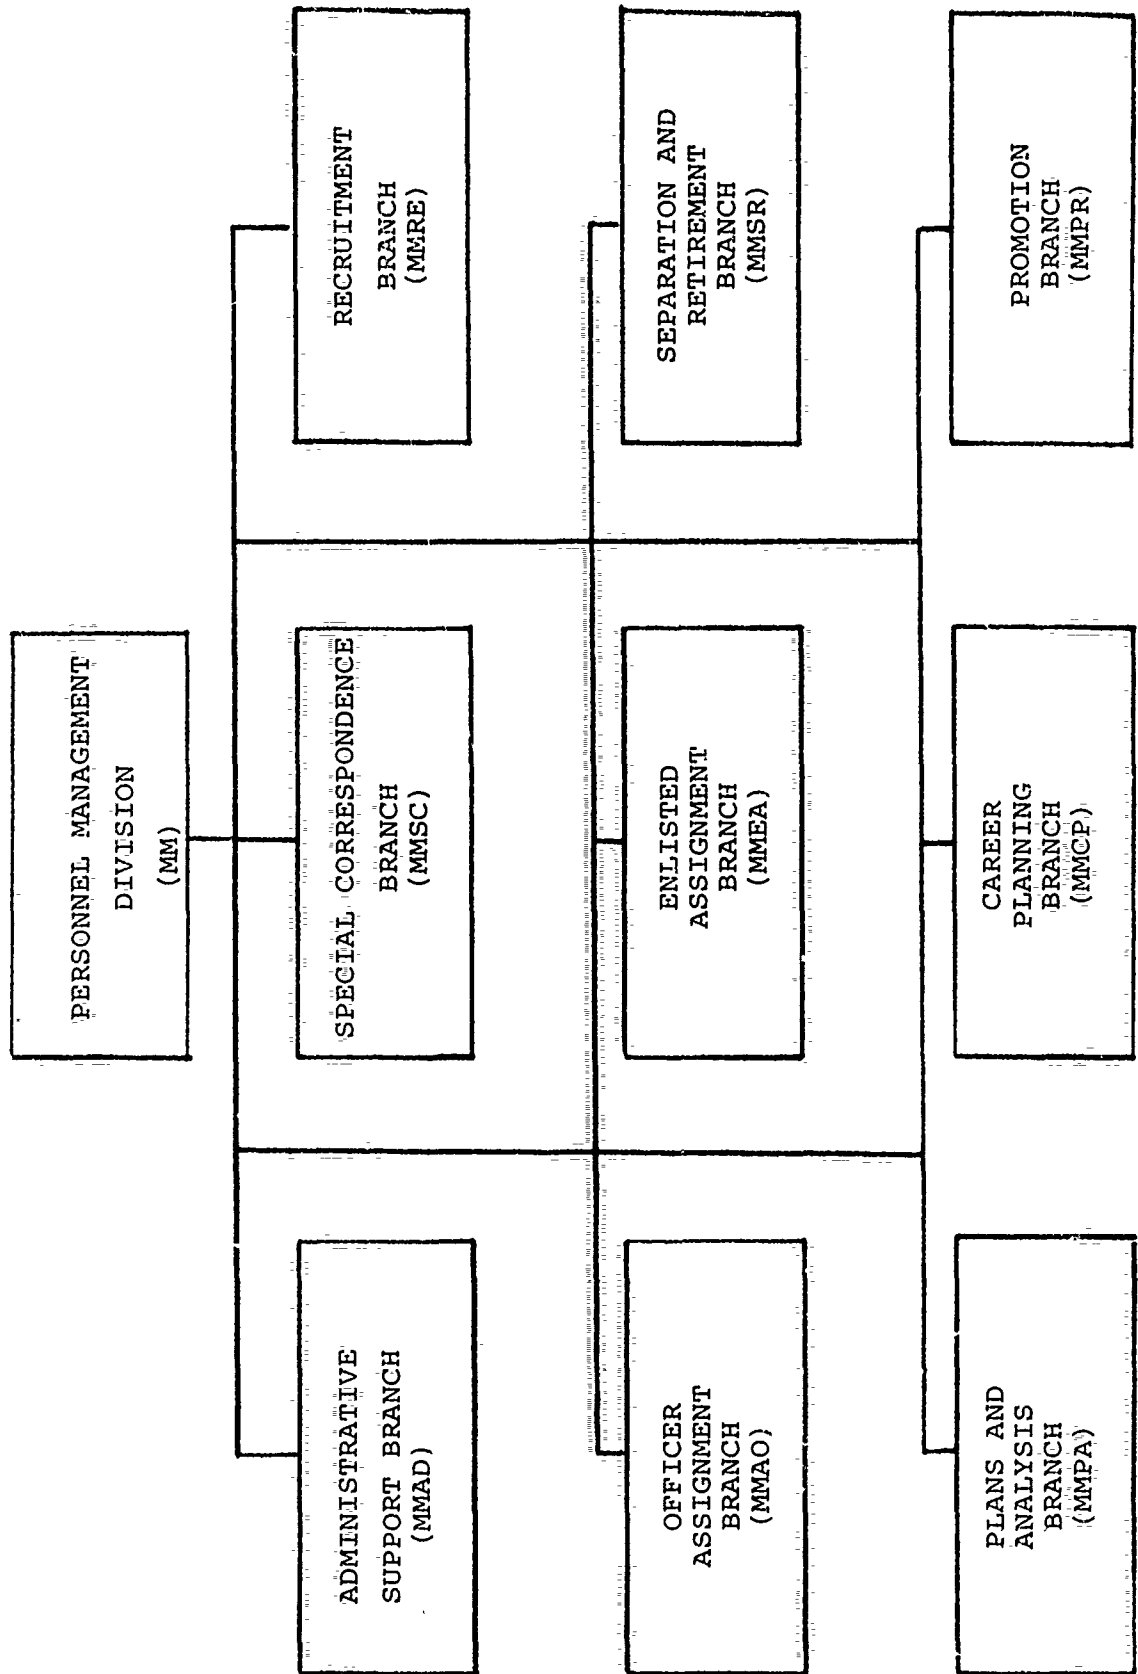 PERSONNEL MANAGEMENT
DIVISION
(MM)
ADMINISTRATIVE
SUPPORT BRANCH
(MMAD)
SPECIAL CORRESPONDENCE
BRANCH
(MMSC)
RECRUITMENT
BRANCH
(MMRE)
OFFICER
ASSIGNMENT
BRANCH
(MMAO)
ENLISTED
ASSIGNMENT
BRANCH
(MMEA)
SEPARATION AND
RETIREMENT
BRANCH
(MMSR)
PLANS AND
ANALYSIS
BRANCH
(MMPA)
CAREER
PLANNING
BRANCH
(MMCP)
PROMOTION
BRANCH
(MMPR)